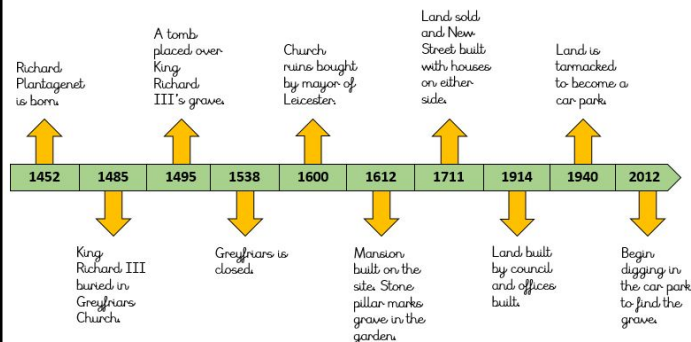 Richard
Plantagenet
is born.
A tomb
placed over
King
Richard
III's grave.
Church
ruins bought
by mayor of
Leicester.
Land sold
and New
Street built
with houses
on either
side.
Land is
tarmacked
to become a
car park.
1452 1485 1495 1538 1600 1612 1711 1914 1940 2012
King
Richard III
buried in
Greyfriars
Church.
Greyfriars is
closed.
Mansion
built on the
site. Stone
pillar marks
grave in the
garden.
Land built
by council
and offices
built.
Begin
digging in
the car park
to find the
grave.